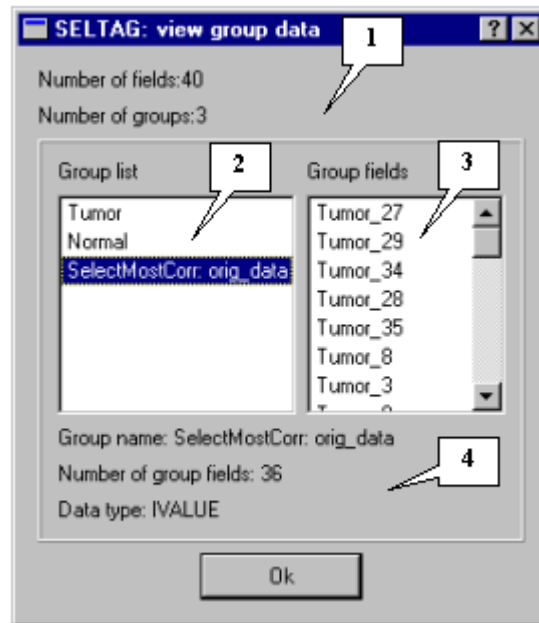 SELTAG: view group data
1
Number of fields:40
Number of groups:3
2
3
Group list
Group fields
Tumor
Normal
SelectMostCorr: orig_data
Tumor_27
Tumor_29
Tumor_34
Tumor_28
Tumor_35
Tumor_8
Tumor_3
Group name: SelectMostCorr: orig_data
4
Number of group fields: 36
Data type: IVALUE
Ok